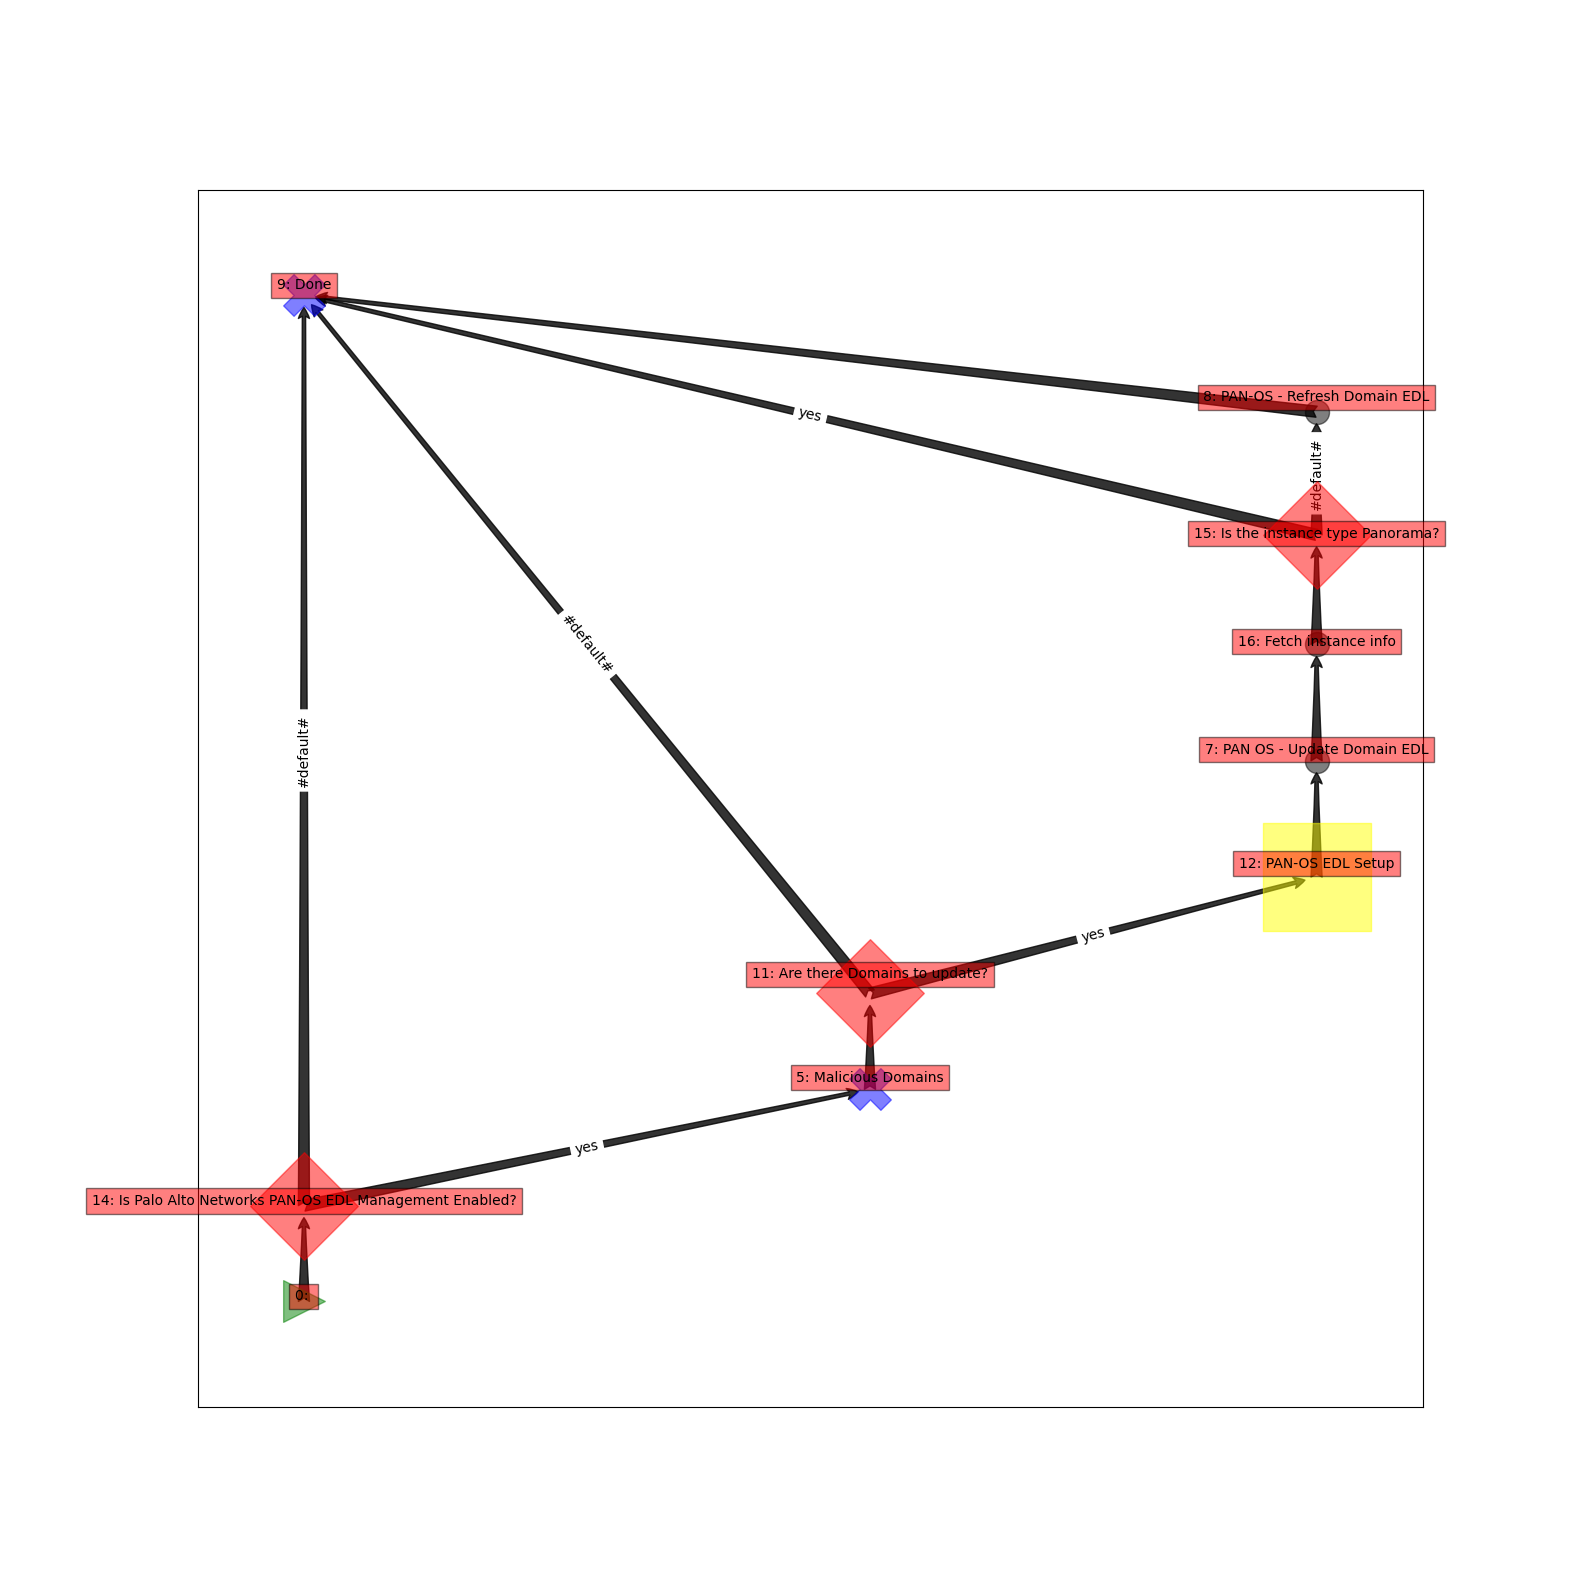 9: Done
8: PAN-OS - Refresh Domain EDL
yes
#default#
15: Is the instance type Panorama?
#default#
16: Fetch instance info
#default#
7: PAN OS - Update Domain EDL
12: PAN-OS EDL Setup
yes
11: Are there Domains to update?
5: Malicious Domains
yes
14: Is Palo Alto Networks PAN-OS EDL Management Enabled?
0: